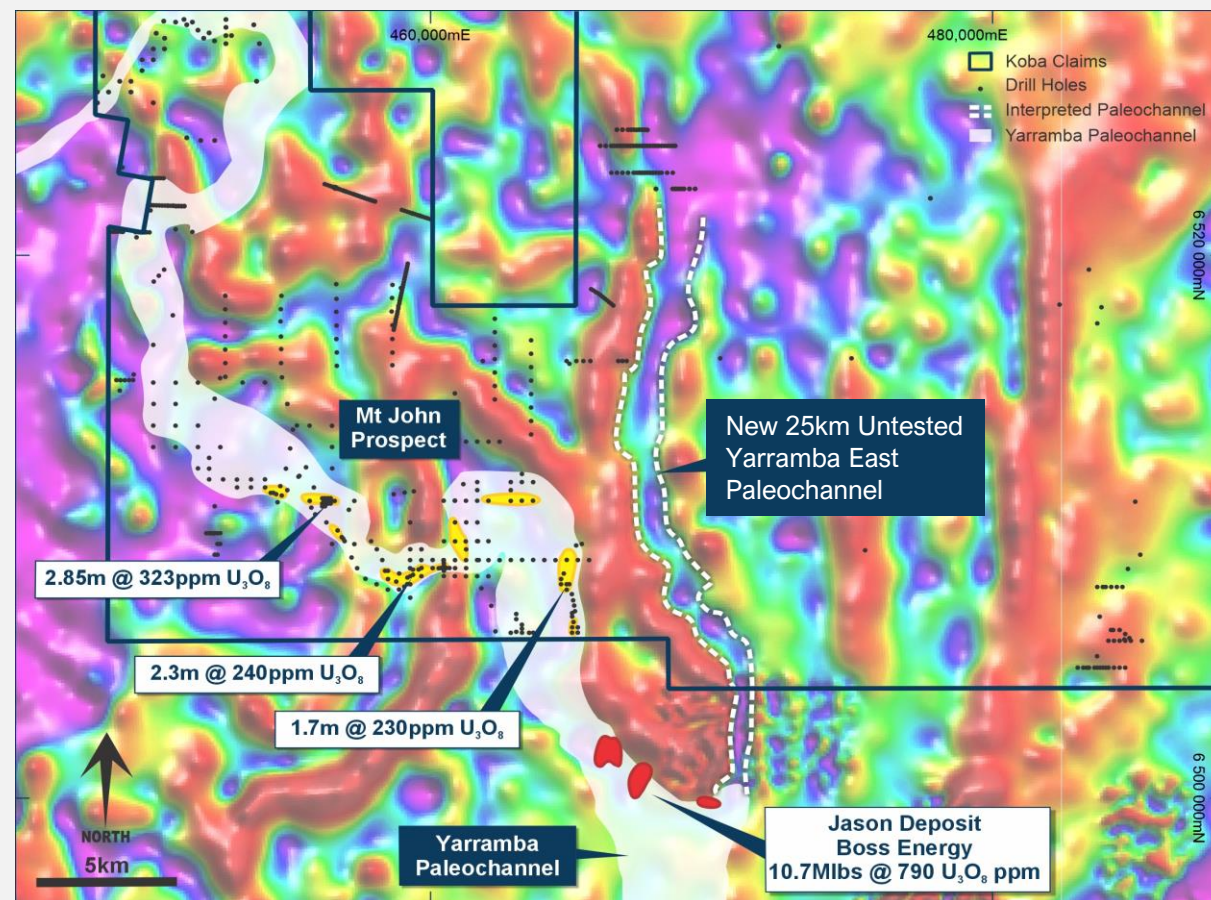 460,000mE
480,000mE
Koba Claims
Drill Holes
Interpreted Paleochannel
Yarramba Paleochannel
6 520 000mN
Mt John
Prospect
New 25km Untested
Yarramba East
Paleochannel
2.85m @ 323ppm U₃O₈
2.3m @ 240ppm U₃O₈
1.7m @ 230ppm U₃O₈
6 500 000mN
NORTH
5km
Yarramba
Paleochannel
Jason Deposit
Boss Energy
10.7Mlbs @ 790 U₃O₈ ppm